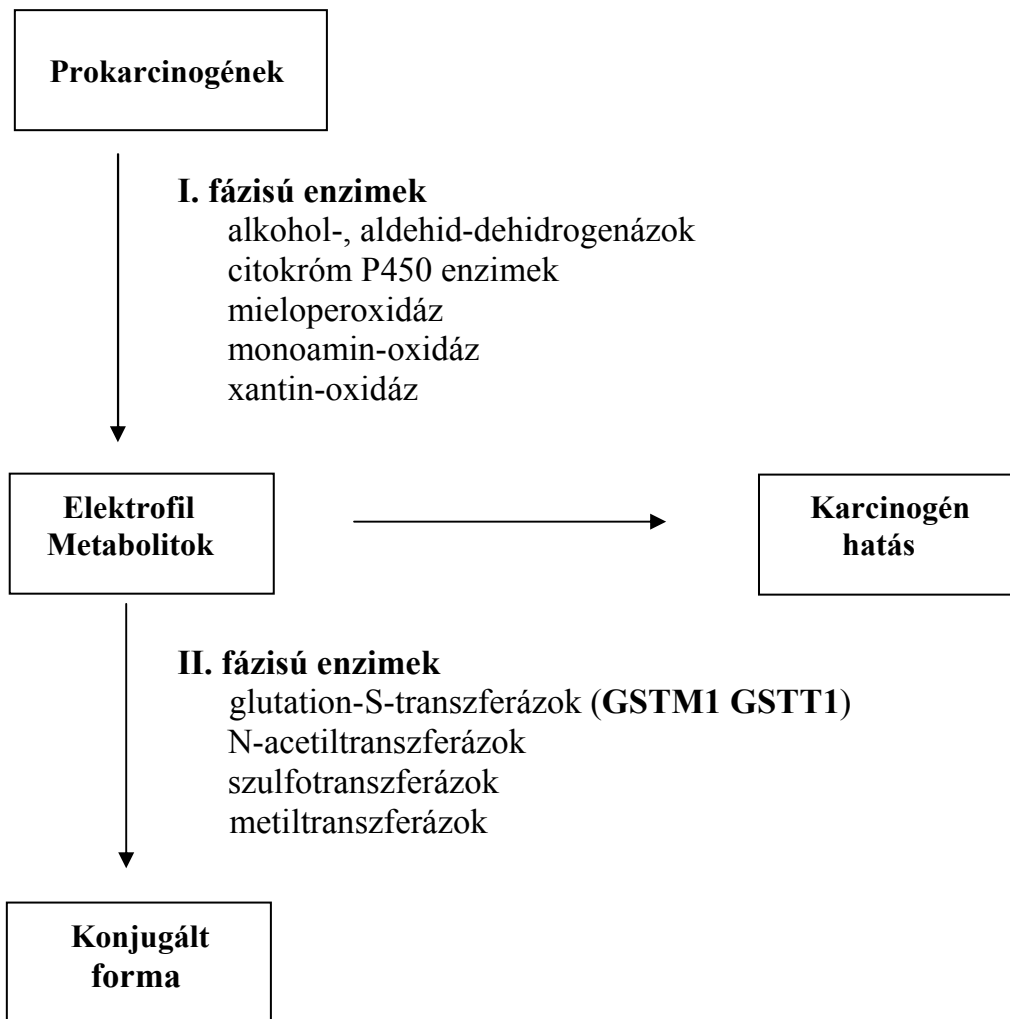 Prokarcinogének
I. fázisú enzimek
alkohol-, aldehid-dehidrogenázok
citokróm P450 enzimek
mieloperoxidáz
monoamin-oxidáz
xantin-oxidáz
Elektrofil
Metabolitok
Karcinogén
hatás
II. fázisú enzimek
glutation-S-transzferázok (GSTM1 GSTT1)
N-acetiltranszferázok
szulfotranszferázok
metiltranszferázok
Konjugált
forma